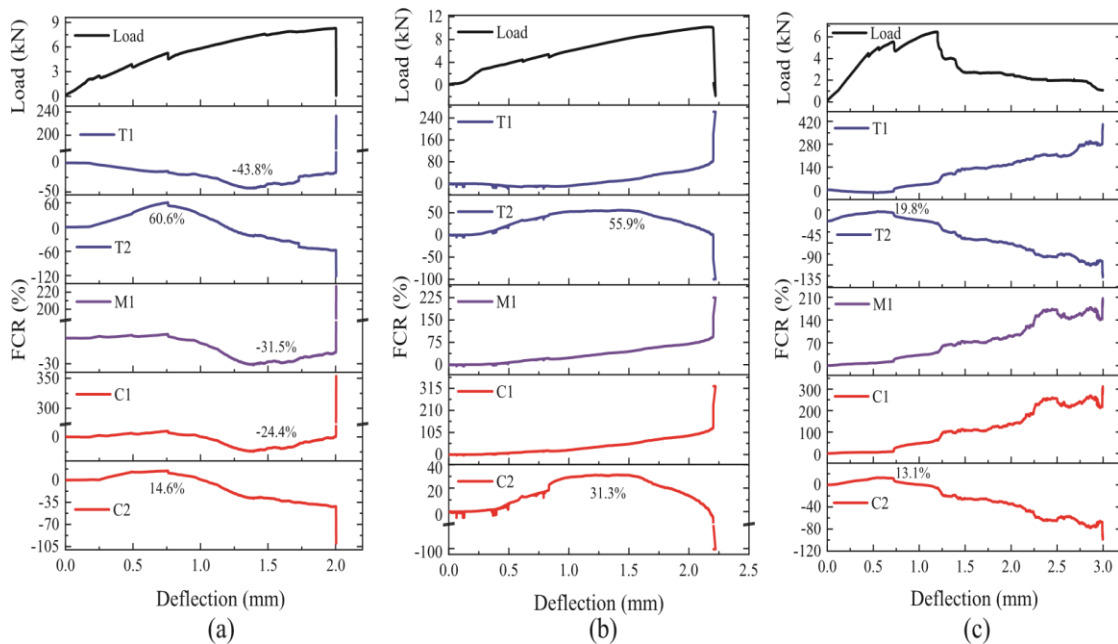 Load (kN)
9
6
3
0
Load
240
200
0
-50
T1
-43.8%
60
0
-60
-120
60.6%
T2
FCR (%)
220
200
-30
M1
-31.5%
350
300
0
C1
-24.4%
0
-35
-70
-105
14.6%
C2
0.0 0.5 1.0 1.5 2.0
Deflection (mm)
(a)
Load (kN)
12
8
4
0
Load
240
160
80
0
T1
50
0
-50
-100
T2
55.9%
FCR (%)
225
150
75
0
M1
315
210
105
0
C1
40
20
0
-100
C2
31.3%
0.0 0.5 1.0 1.5 2.0 2.5
Deflection (mm)
(b)
Load (kN)
6
4
2
0
Load
420
280
140
0
T1
0
-45
-90
-135
19.8%
T2
FCR (%)
210
140
70
0
M1
300
200
100
0
C1
0
-40
-80
-120
13.1%
C2
0.0 0.5 1.0 1.5 2.0 2.5 3.0
Deflection (mm)
(c)